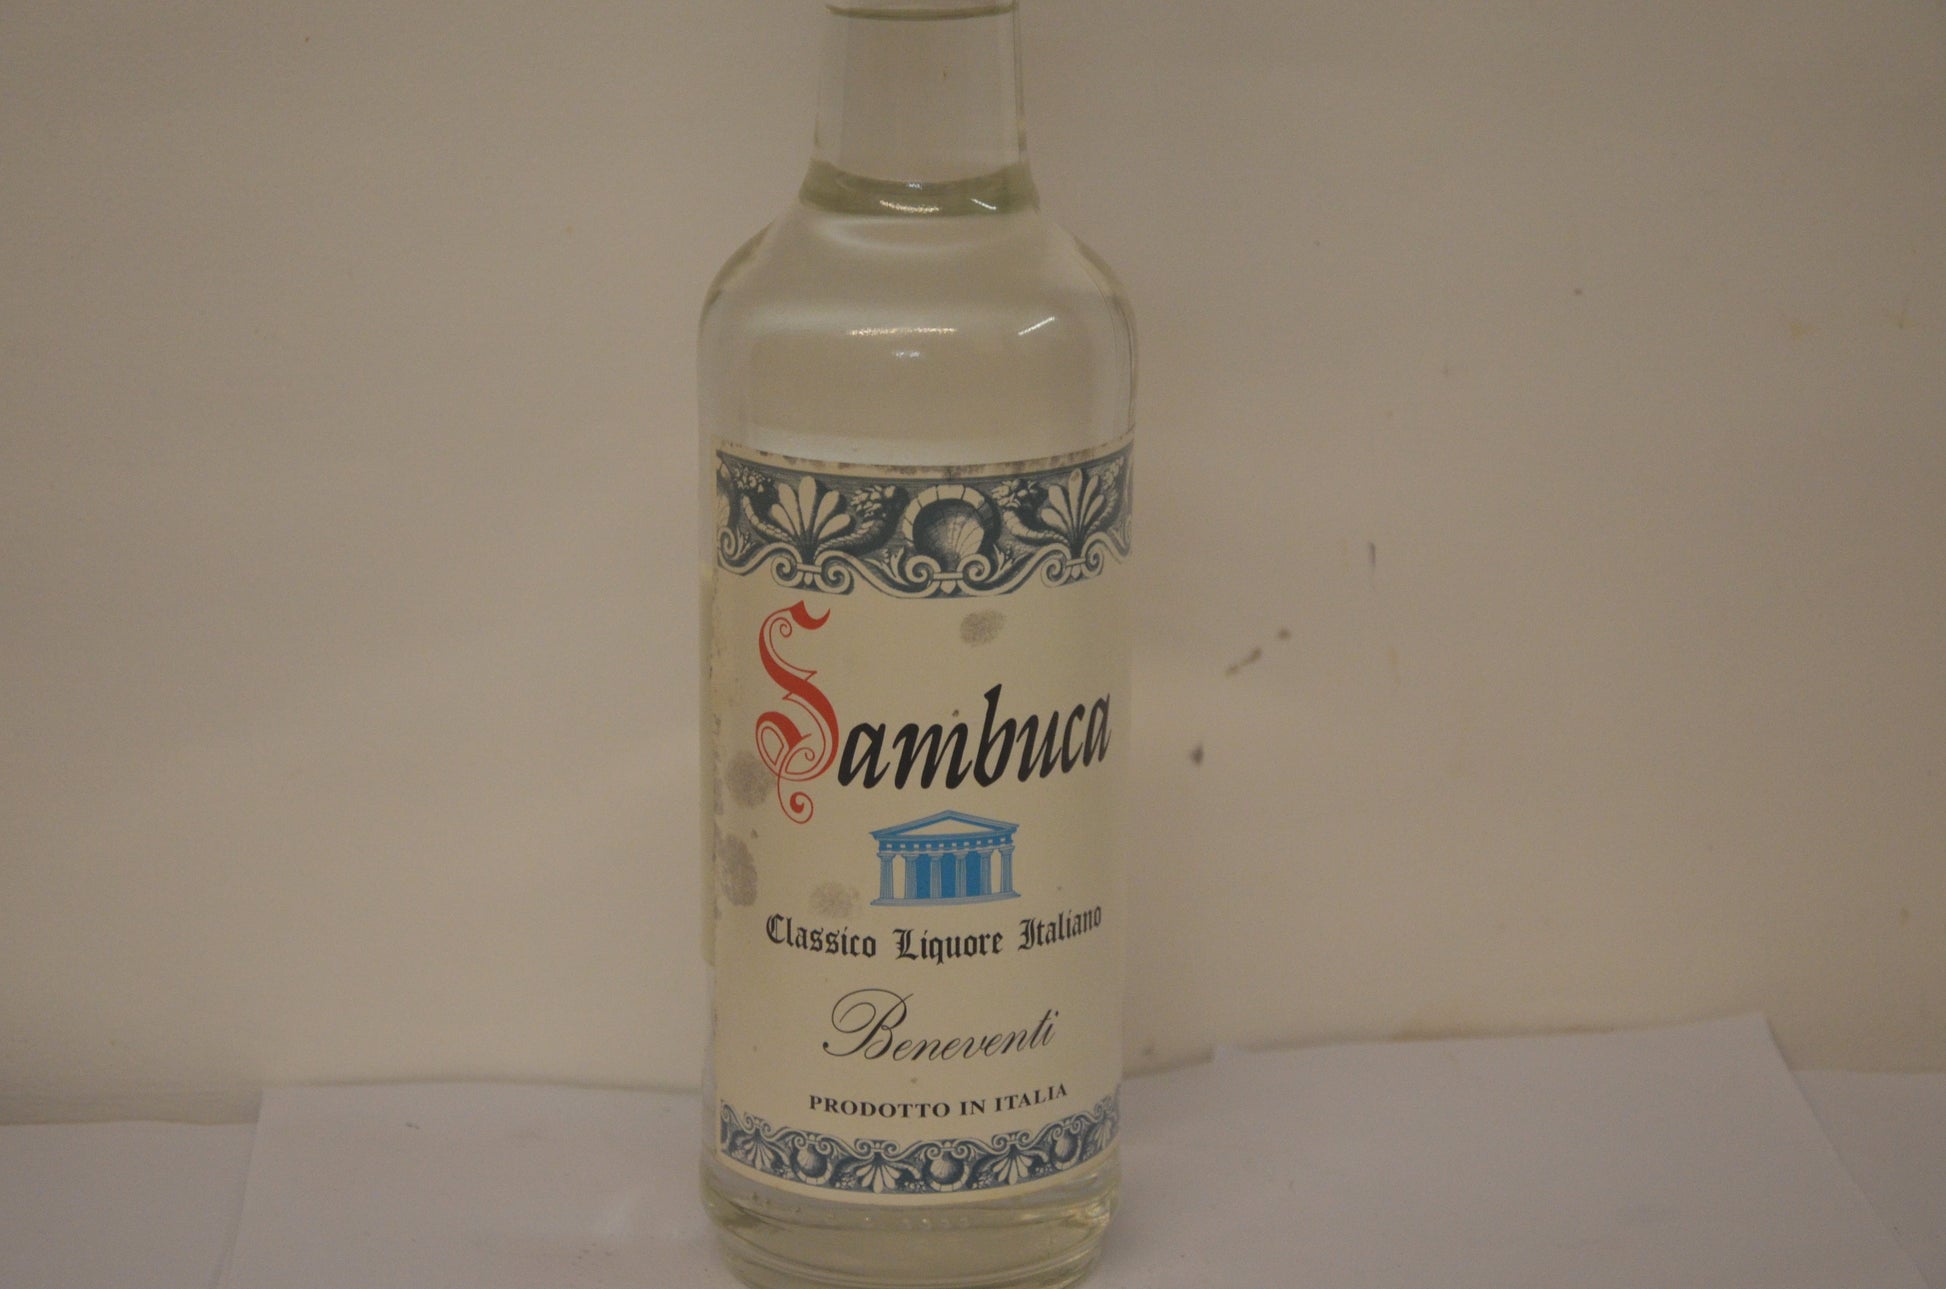 Sambuca
Classico Liquore Italiano
Beneventi
PRODOTTO IN ITALIA